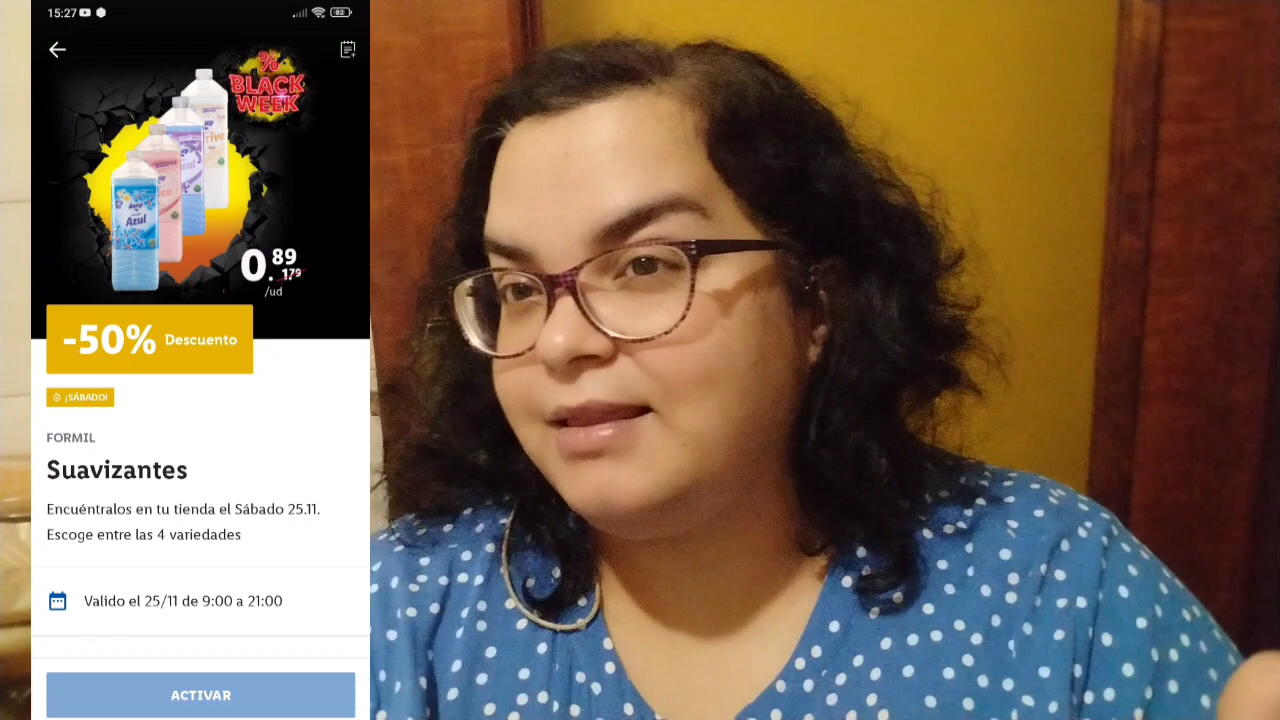 15:27
82
%
BLACK
WEEK
Azul
0.89
1.79
/ud
-50% Descuento
¡SÁBADO!
FORMIL
Suavizantes
Encuéntralos en tu tienda el Sábado 25.11.
Escoge entre las 4 variedades
Valido el 25/11 de 9:00 a 21:00
ACTIVAR